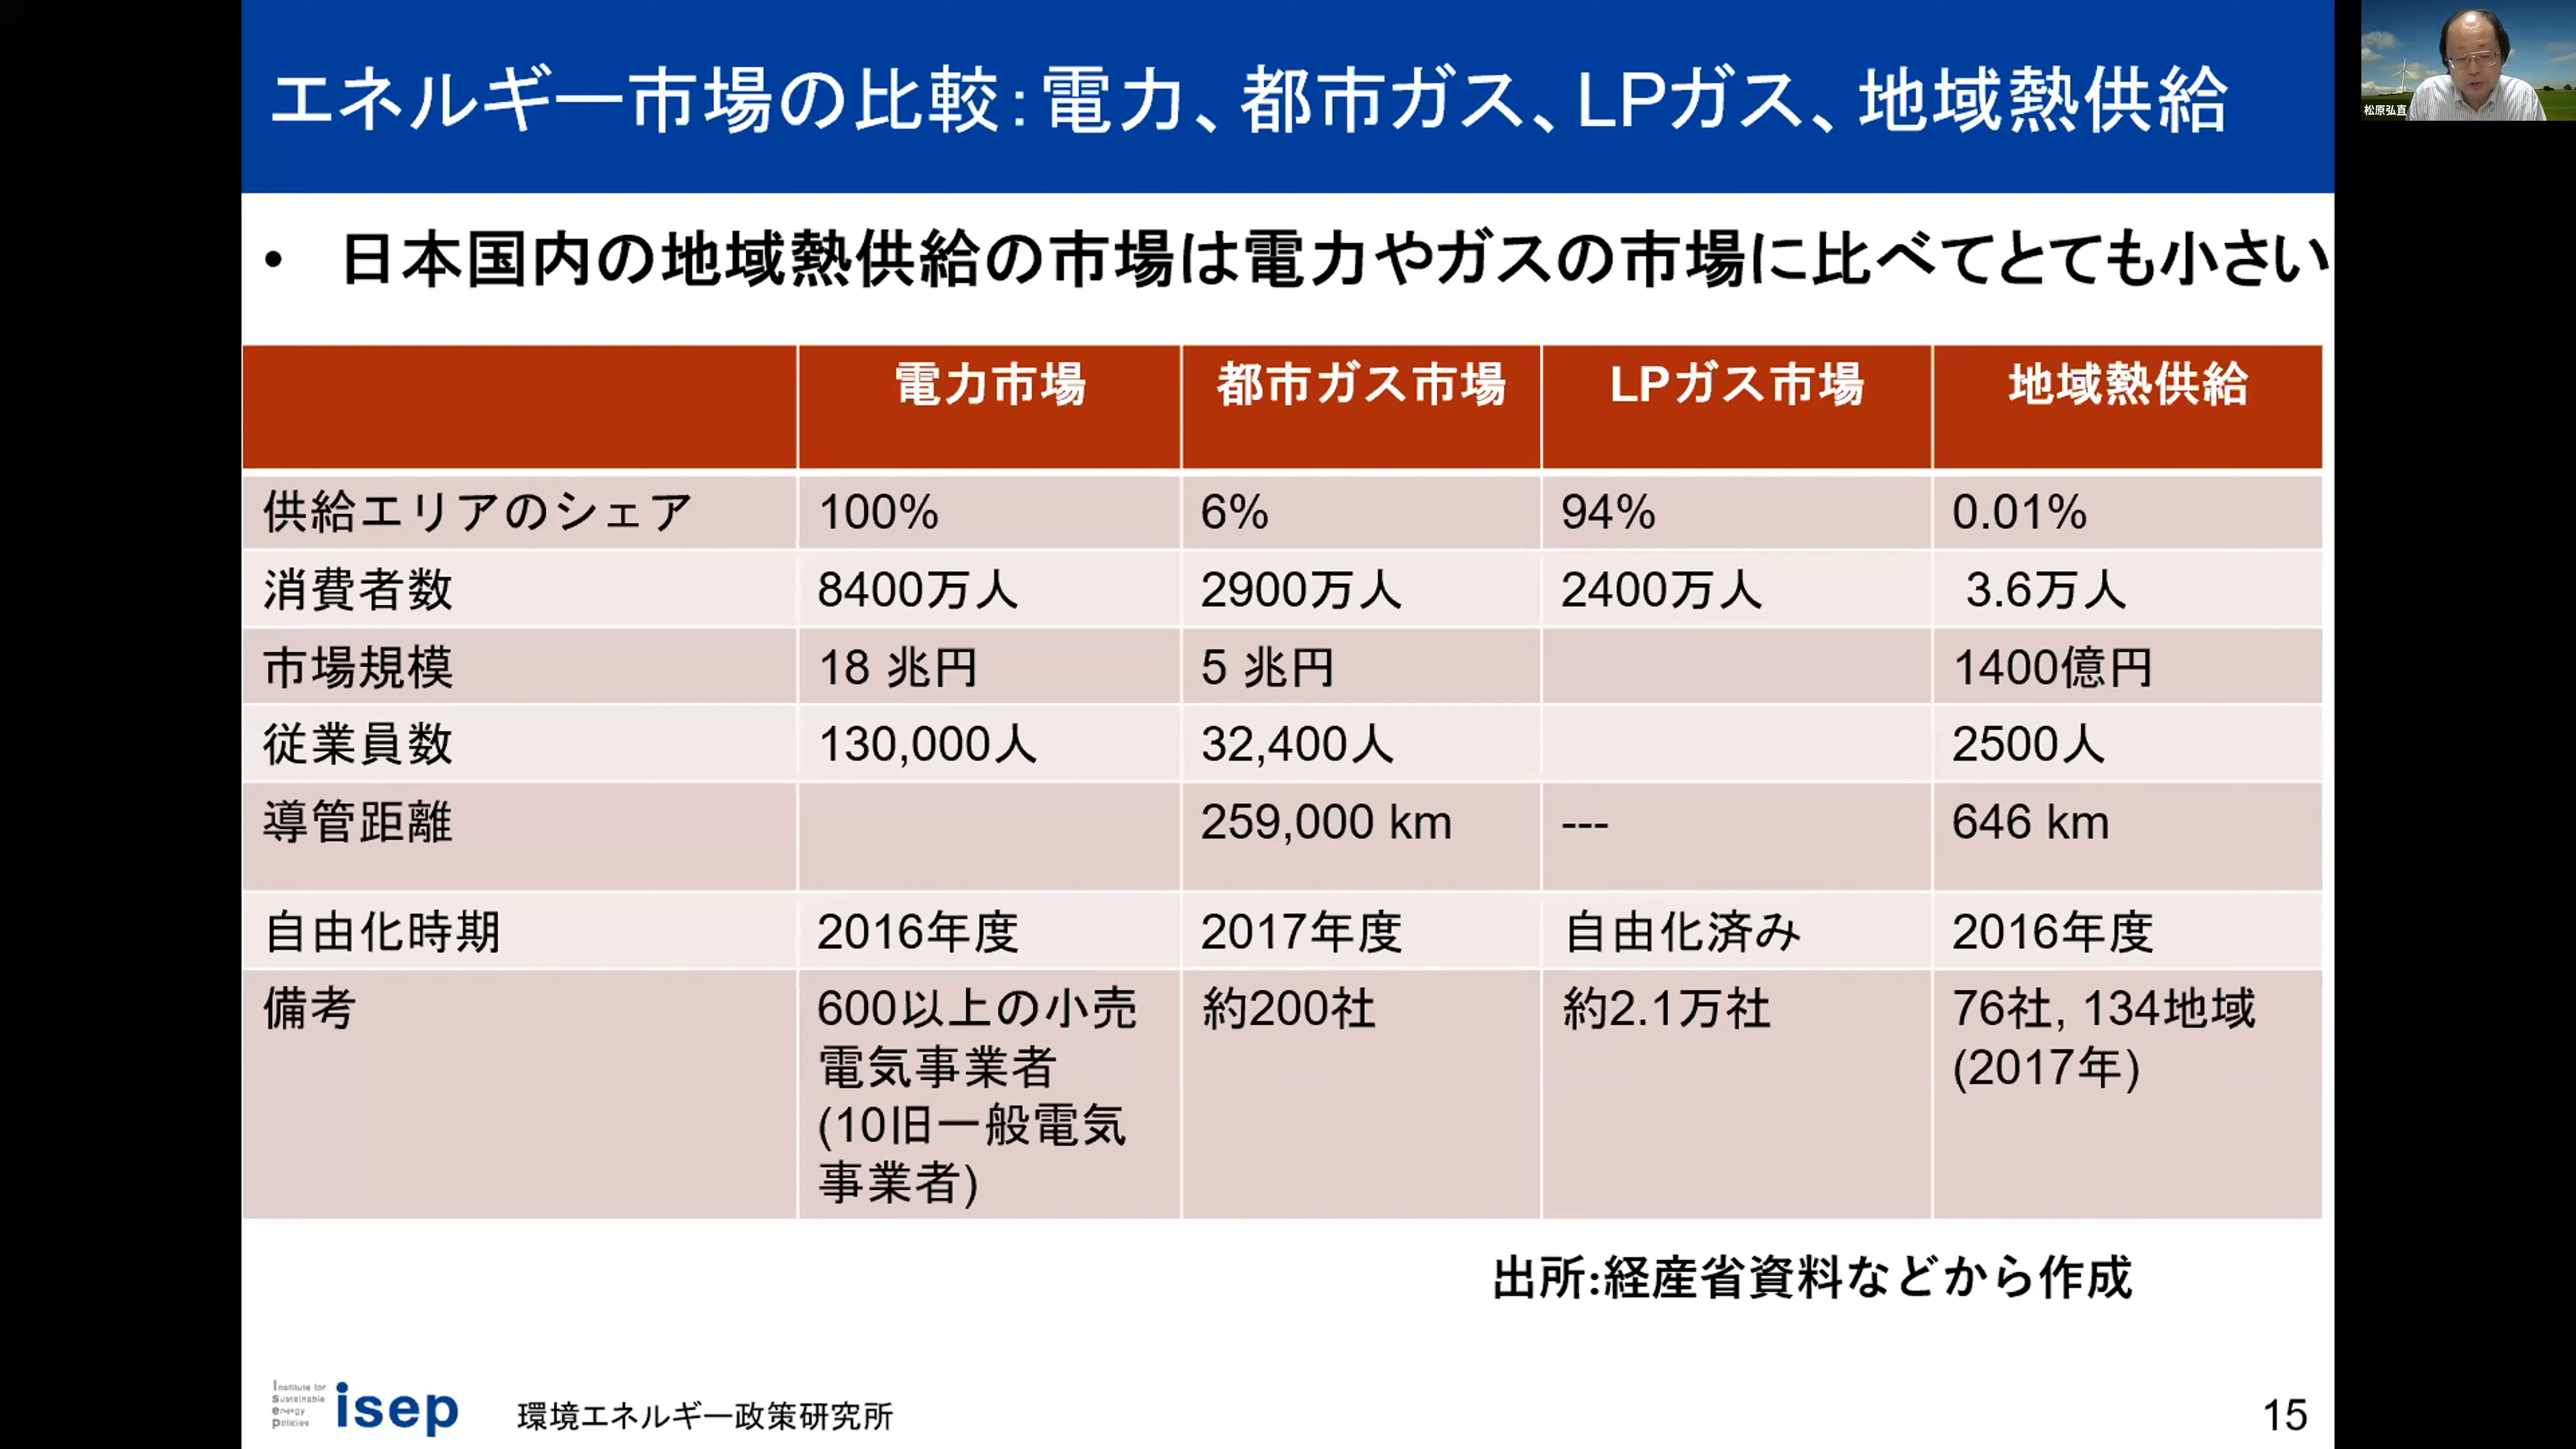 エネルギー市場の比較：電力、都市ガス、LPガス、地域熱供給
松原弘直
• 日本国内の地域熱供給の市場は電力やガスの市場に比べてとても小さい
電力市場 都市ガス市場 LPガス市場 地域熱供給
供給エリアのシェア 100% 6% 94% 0.01%
消費者数 8400万人 2900万人 2400万人 3.6万人
市場規模 18 兆円 5 兆円 1400億円
従業員数 130,000人 32,400人 2500人
導管距離 259,000 km --- 646 km
自由化時期 2016年度 2017年度 自由化済み 2016年度
備考 600以上の小売 約200社 約2.1万社 76社, 134地域
電気事業者 (2017年)
(10旧一般電気
事業者)
出所:経産省資料などから作成
Institute for
Sustainable
Energy
Policies
isep 環境エネルギー政策研究所 15